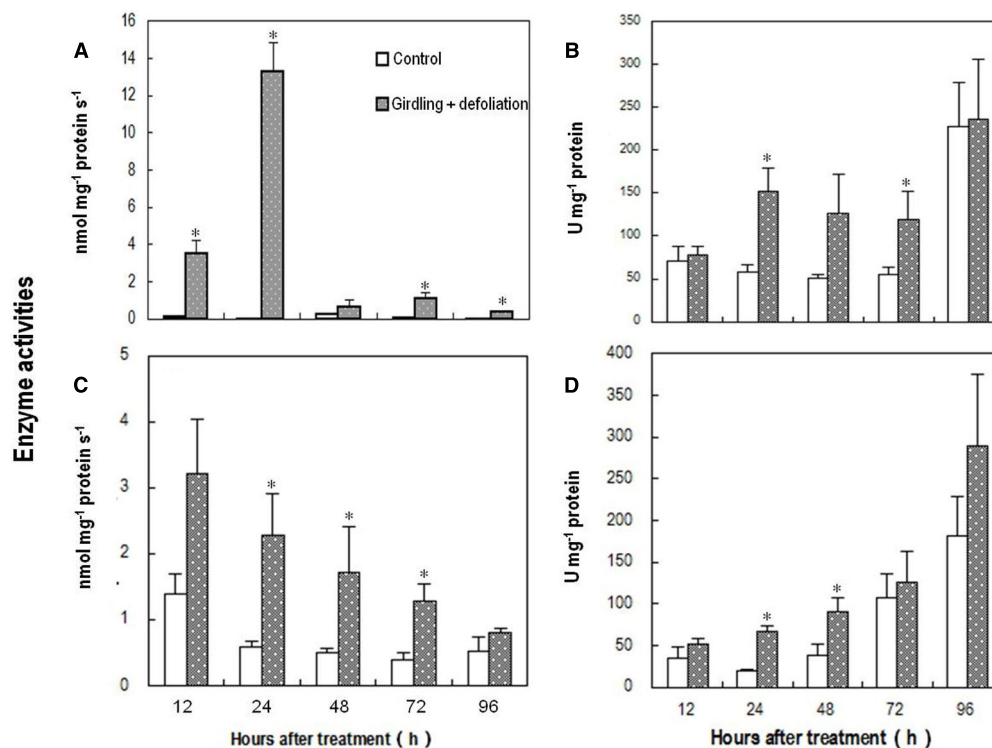 Enzyme activities
A
nmol mg⁻¹ protein s⁻¹
16
14
12
10
8
6
4
2
0
*
*
*
*
Control
Girdling + defoliation
B
U mg⁻¹ protein
350
300
250
200
150
100
50
0
*
*
C
nmol mg⁻¹ protein s⁻¹
5
4
3
2
1
0
*
*
*
12 24 48 72 96
Hours after treatment ( h )
D
U mg⁻¹ protein
400
350
300
250
200
150
100
50
0
*
*
12 24 48 72 96
Hours after treatment ( h )